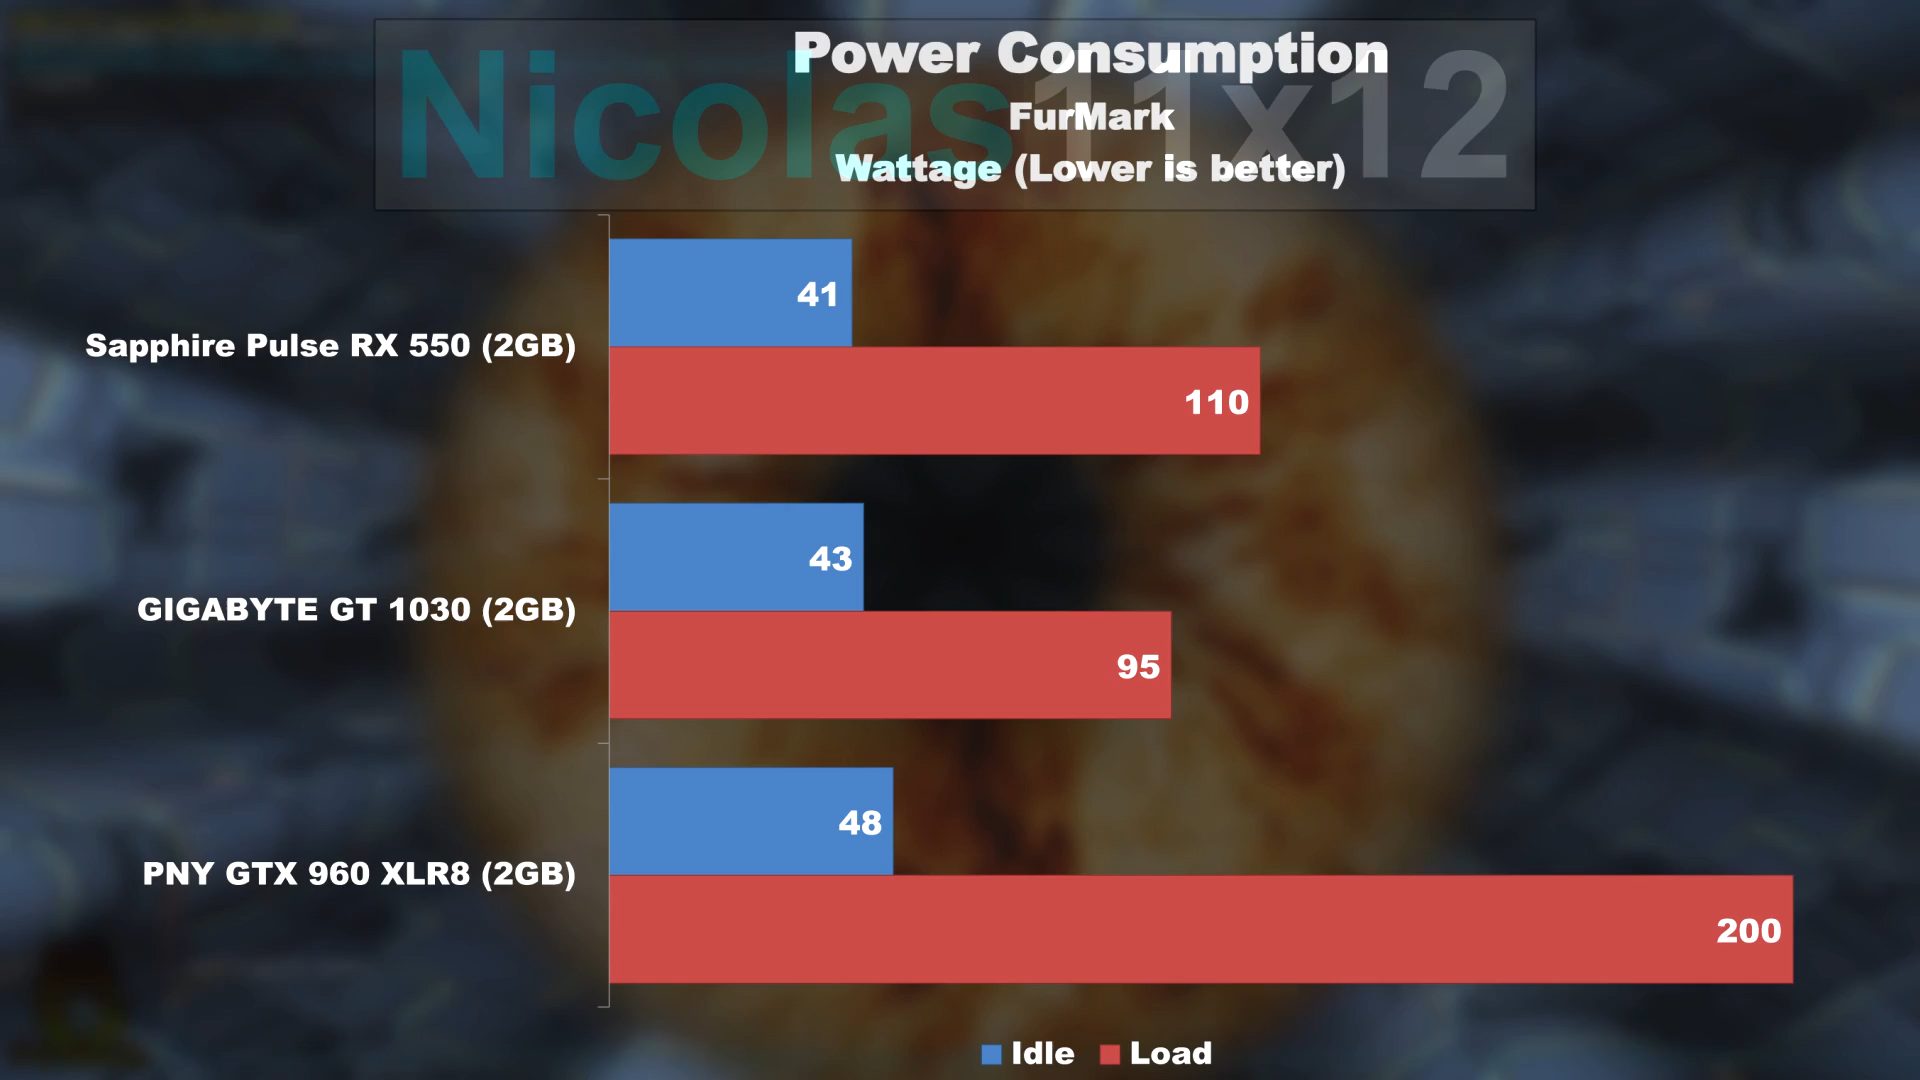 Nicolas11x12
Power Consumption
FurMark
Wattage (Lower is better)
Sapphire Pulse RX 550 (2GB)
41
110
GIGABYTE GT 1030 (2GB)
43
95
PNY GTX 960 XLR8 (2GB)
48
200
Idle
Load